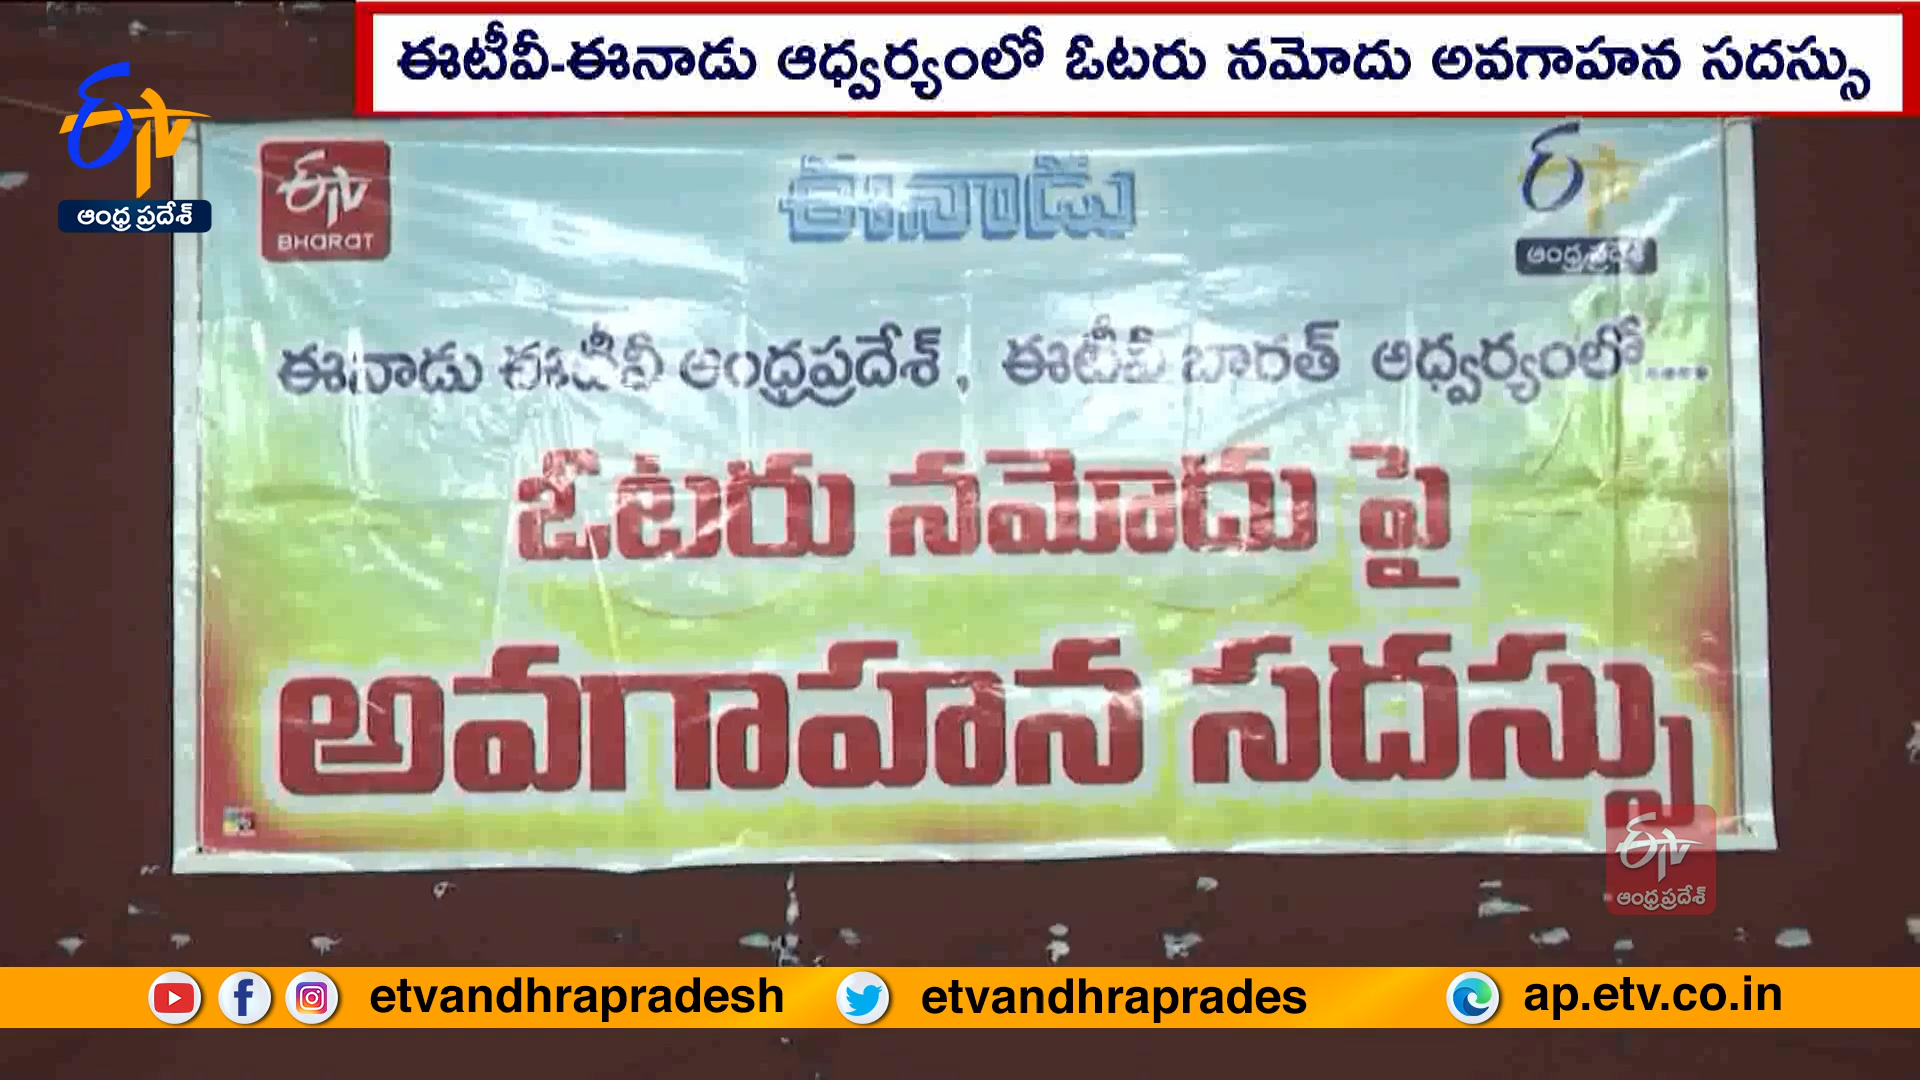 ఈటీవీ-ఈనాడు ఆధ్వర్యంలో ఓటరు నమోదు అవగాహన సదస్సు
ఆంధ్ర ప్రదేశ్
ETV BHARAT
ఈనాడు
ఆంధ్ర ప్రదేశ్
ఈనాడు ఈటీవీ ఆంధ్రప్రదేశ్, ఈటీవీ భారత్ ఆధ్వర్యంలో....
ఓటరు నమోదు పై
అవగాహన సదస్సు
ఆంధ్రప్రదేశ్
etvandhrapradesh etvandhraprades ap.etv.co.in